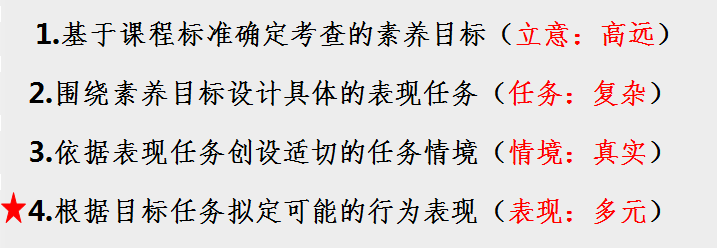 1.基于课程标准确定考查的素养目标（立意：高远）
2.围绕素养目标设计具体的表现任务（任务：复杂）
3.依据表现任务创设适切的任务情境（情境：真实）
★4.根据目标任务拟定可能的行为表现（表现：多元）